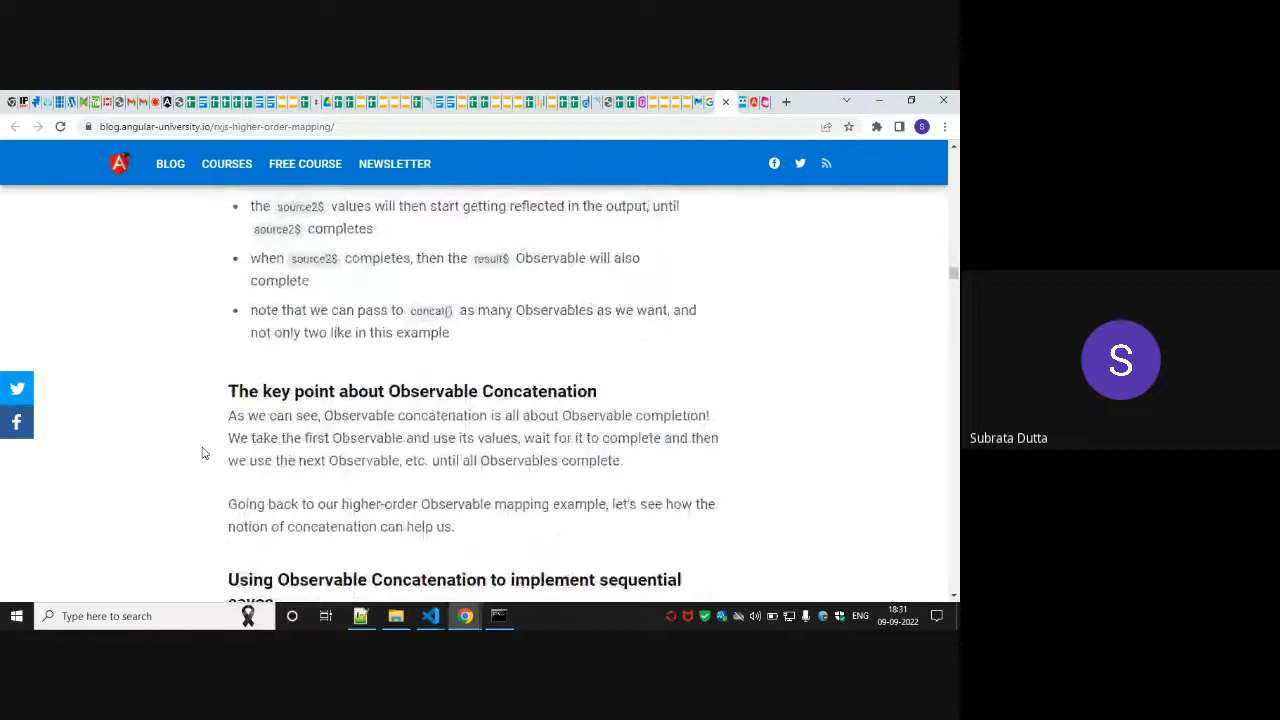 blog.angular-university.io/rxjs-higher-order-mapping/
S
BLOG COURSES FREE COURSE NEWSLETTER
the source2$ values will then start getting reflected in the output, until
source2$ completes
when source2$ completes, then the result$ Observable will also
complete
note that we can pass to concat() as many Observables as we want, and
not only two like in this example
The key point about Observable Concatenation
As we can see, Observable concatenation is all about Observable completion!
We take the first Observable and use its values, wait for it to complete and then
we use the next Observable, etc. until all Observables complete.
Going back to our higher-order Observable mapping example, let's see how the
notion of concatenation can help us.
Using Observable Concatenation to implement sequential
saves
Type here to search
ENG
18:31
09-09-2022
S
Subrata Dutta